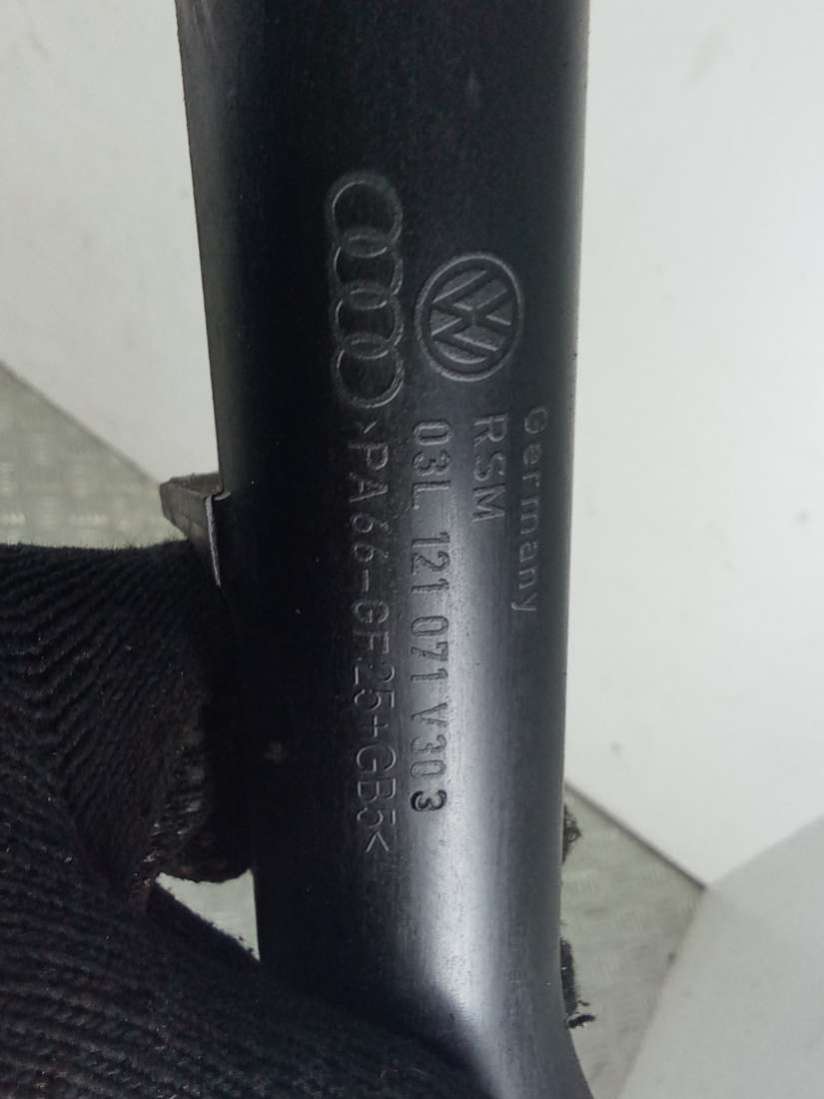 Germany
RSM
03L 121 071 V303
>PA66-GF25+GB5<